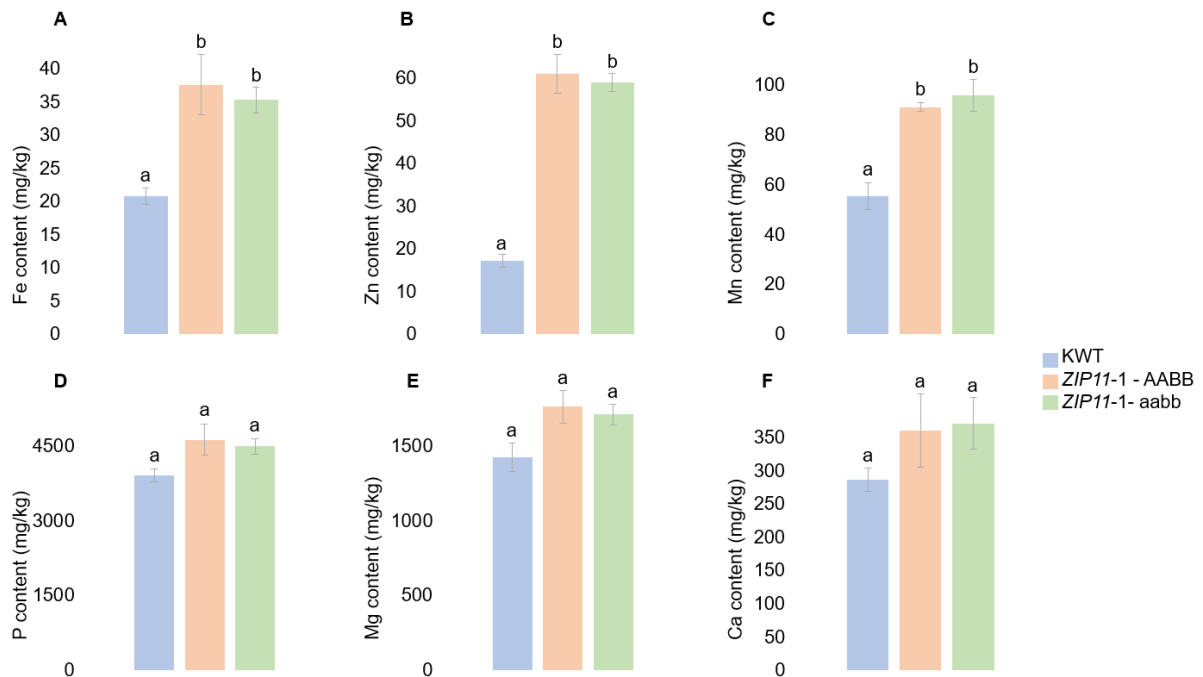 A
b
b
a
Fe content (mg/kg)
40
35
30
25
20
15
10
5
0
B
b
b
a
Zn content (mg/kg)
60
50
40
30
20
10
0
C
b
b
a
Mn content (mg/kg)
100
80
60
40
20
0
KWT
ZIP11-1 - AABB
ZIP11-1- aabb
D
a
a
a
P content (mg/kg)
4500
3000
1500
0
E
a
a
a
Mg content (mg/kg)
1500
1000
500
0
F
a
a
a
Ca content (mg/kg)
350
300
250
200
150
100
50
0